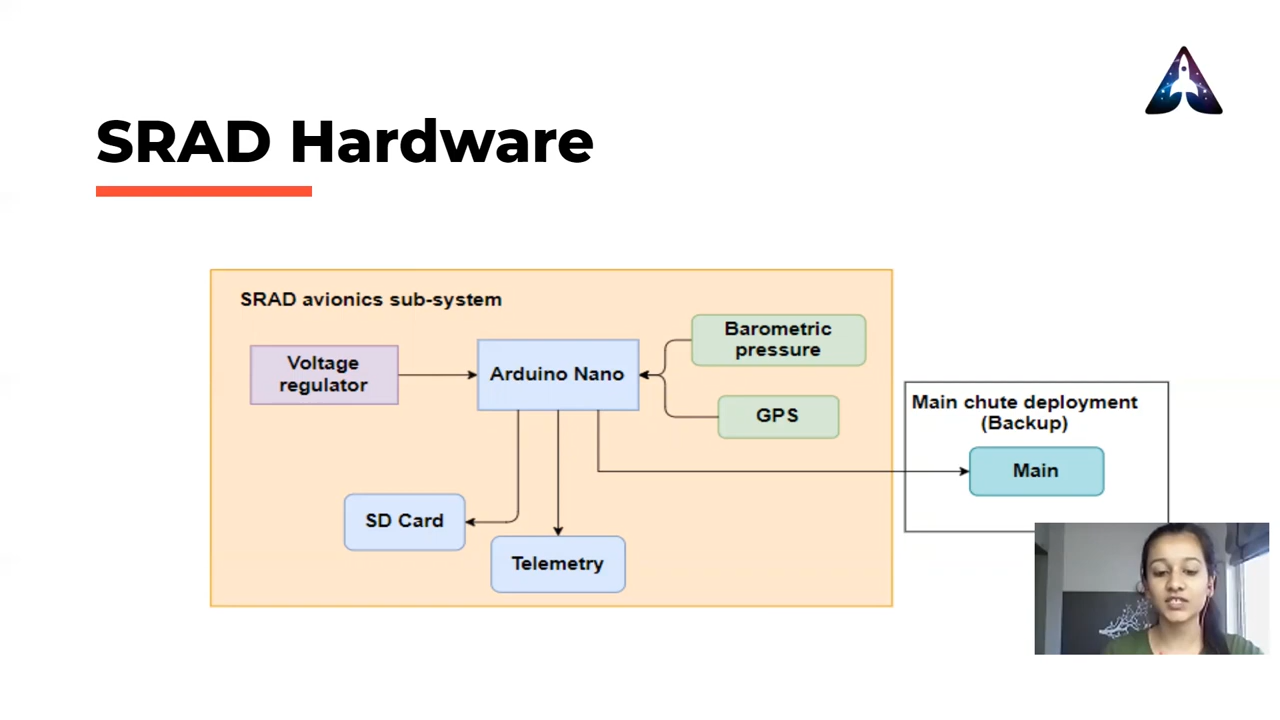 SRAD Hardware
SRAD avionics sub-system
Voltage
regulator
Arduino Nano
Barometric
pressure
GPS
Main chute deployment
(Backup)
Main
SD Card
Telemetry